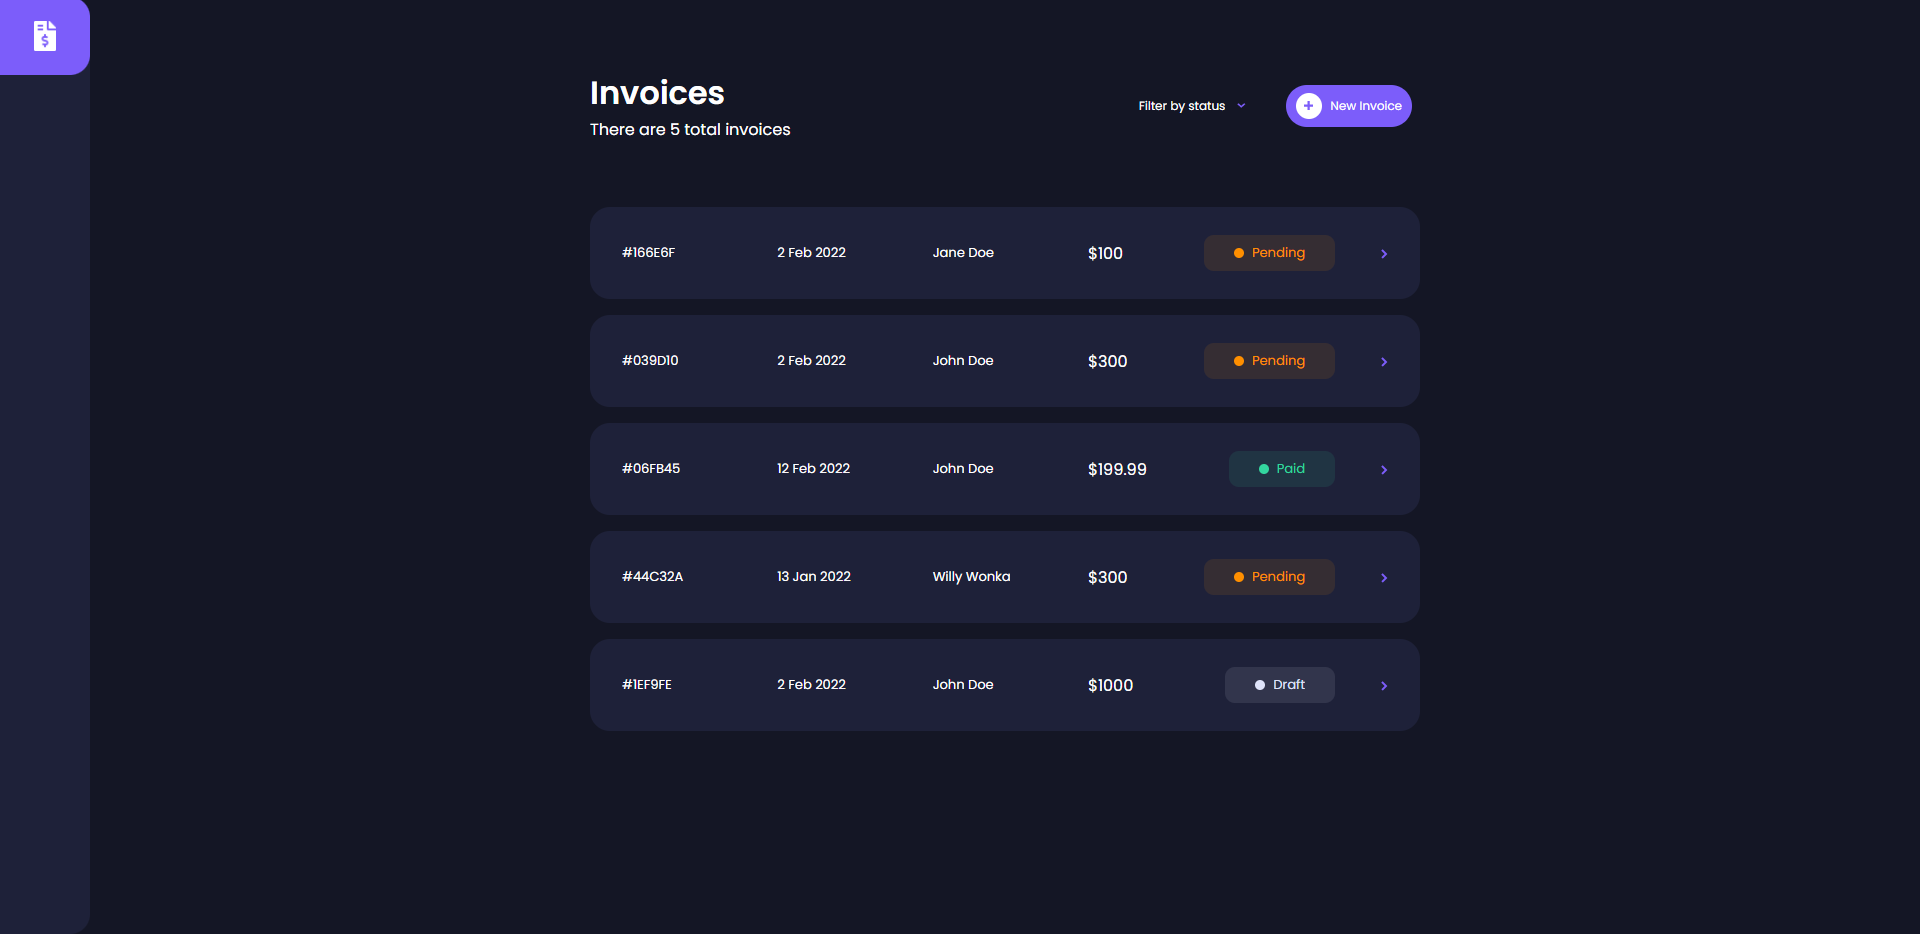 $
Invoices
There are 5 total invoices
Filter by status
New Invoice
#166E6F 2 Feb 2022 Jane Doe $100 Pending
#039D10 2 Feb 2022 John Doe $300 Pending
#06FB45 12 Feb 2022 John Doe $199.99 Paid
#44C32A 13 Jan 2022 Willy Wonka $300 Pending
#1EF9FE 2 Feb 2022 John Doe $1000 Draft